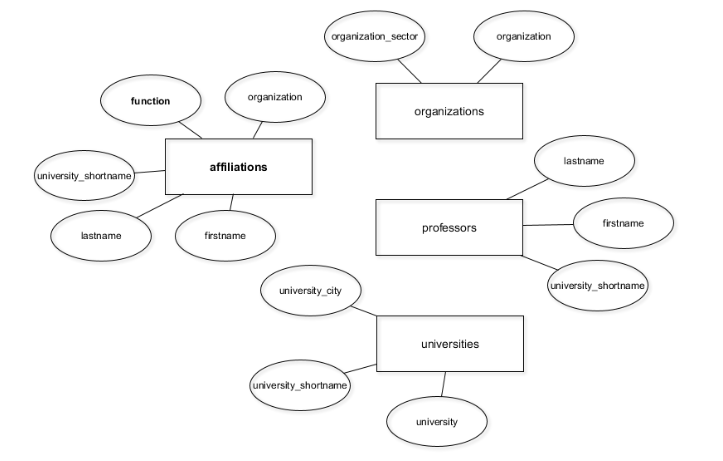 organization_sector
organization
function
organization
organizations
affiliations
lastname
university_shortname
firstname
professors
lastname
firstname
university_shortname
university_city
universities
university_shortname
university